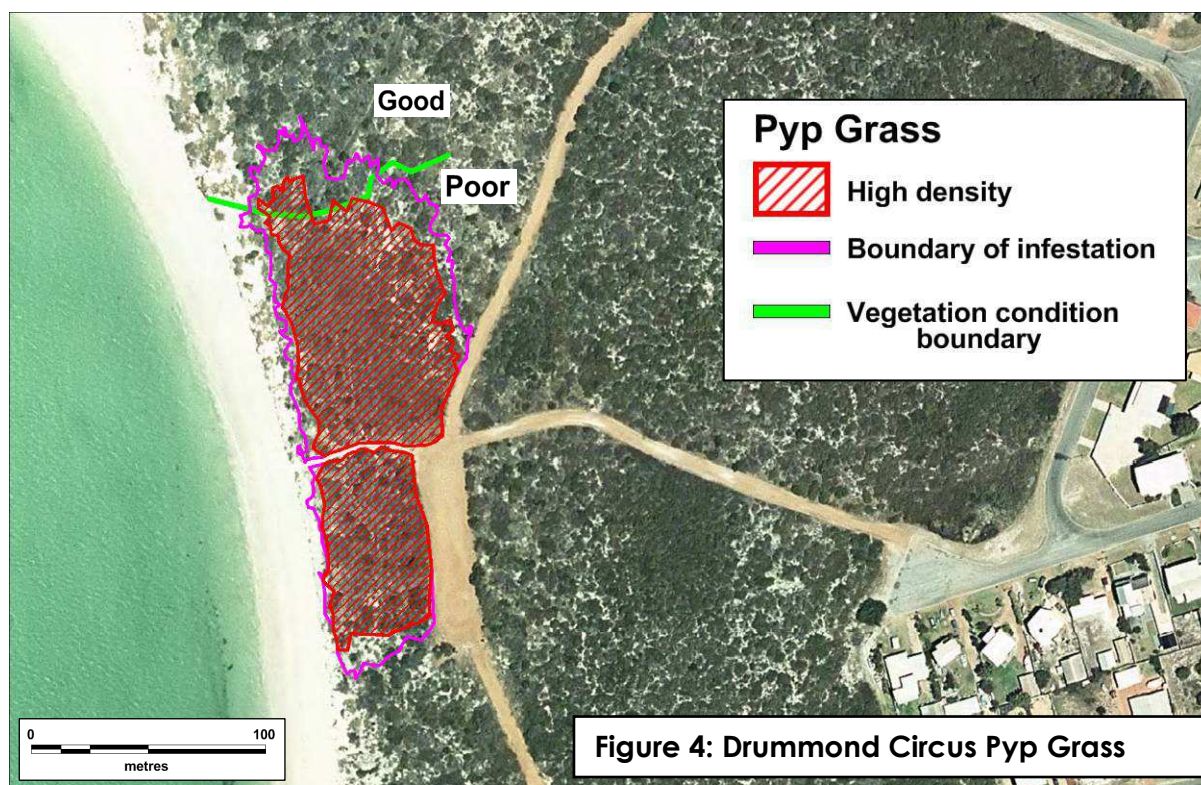 Good
Poor
Pyp Grass
High density
Boundary of infestation
Vegetation condition
boundary
0 100
metres
Figure 4: Drummond Circus Pyp Grass